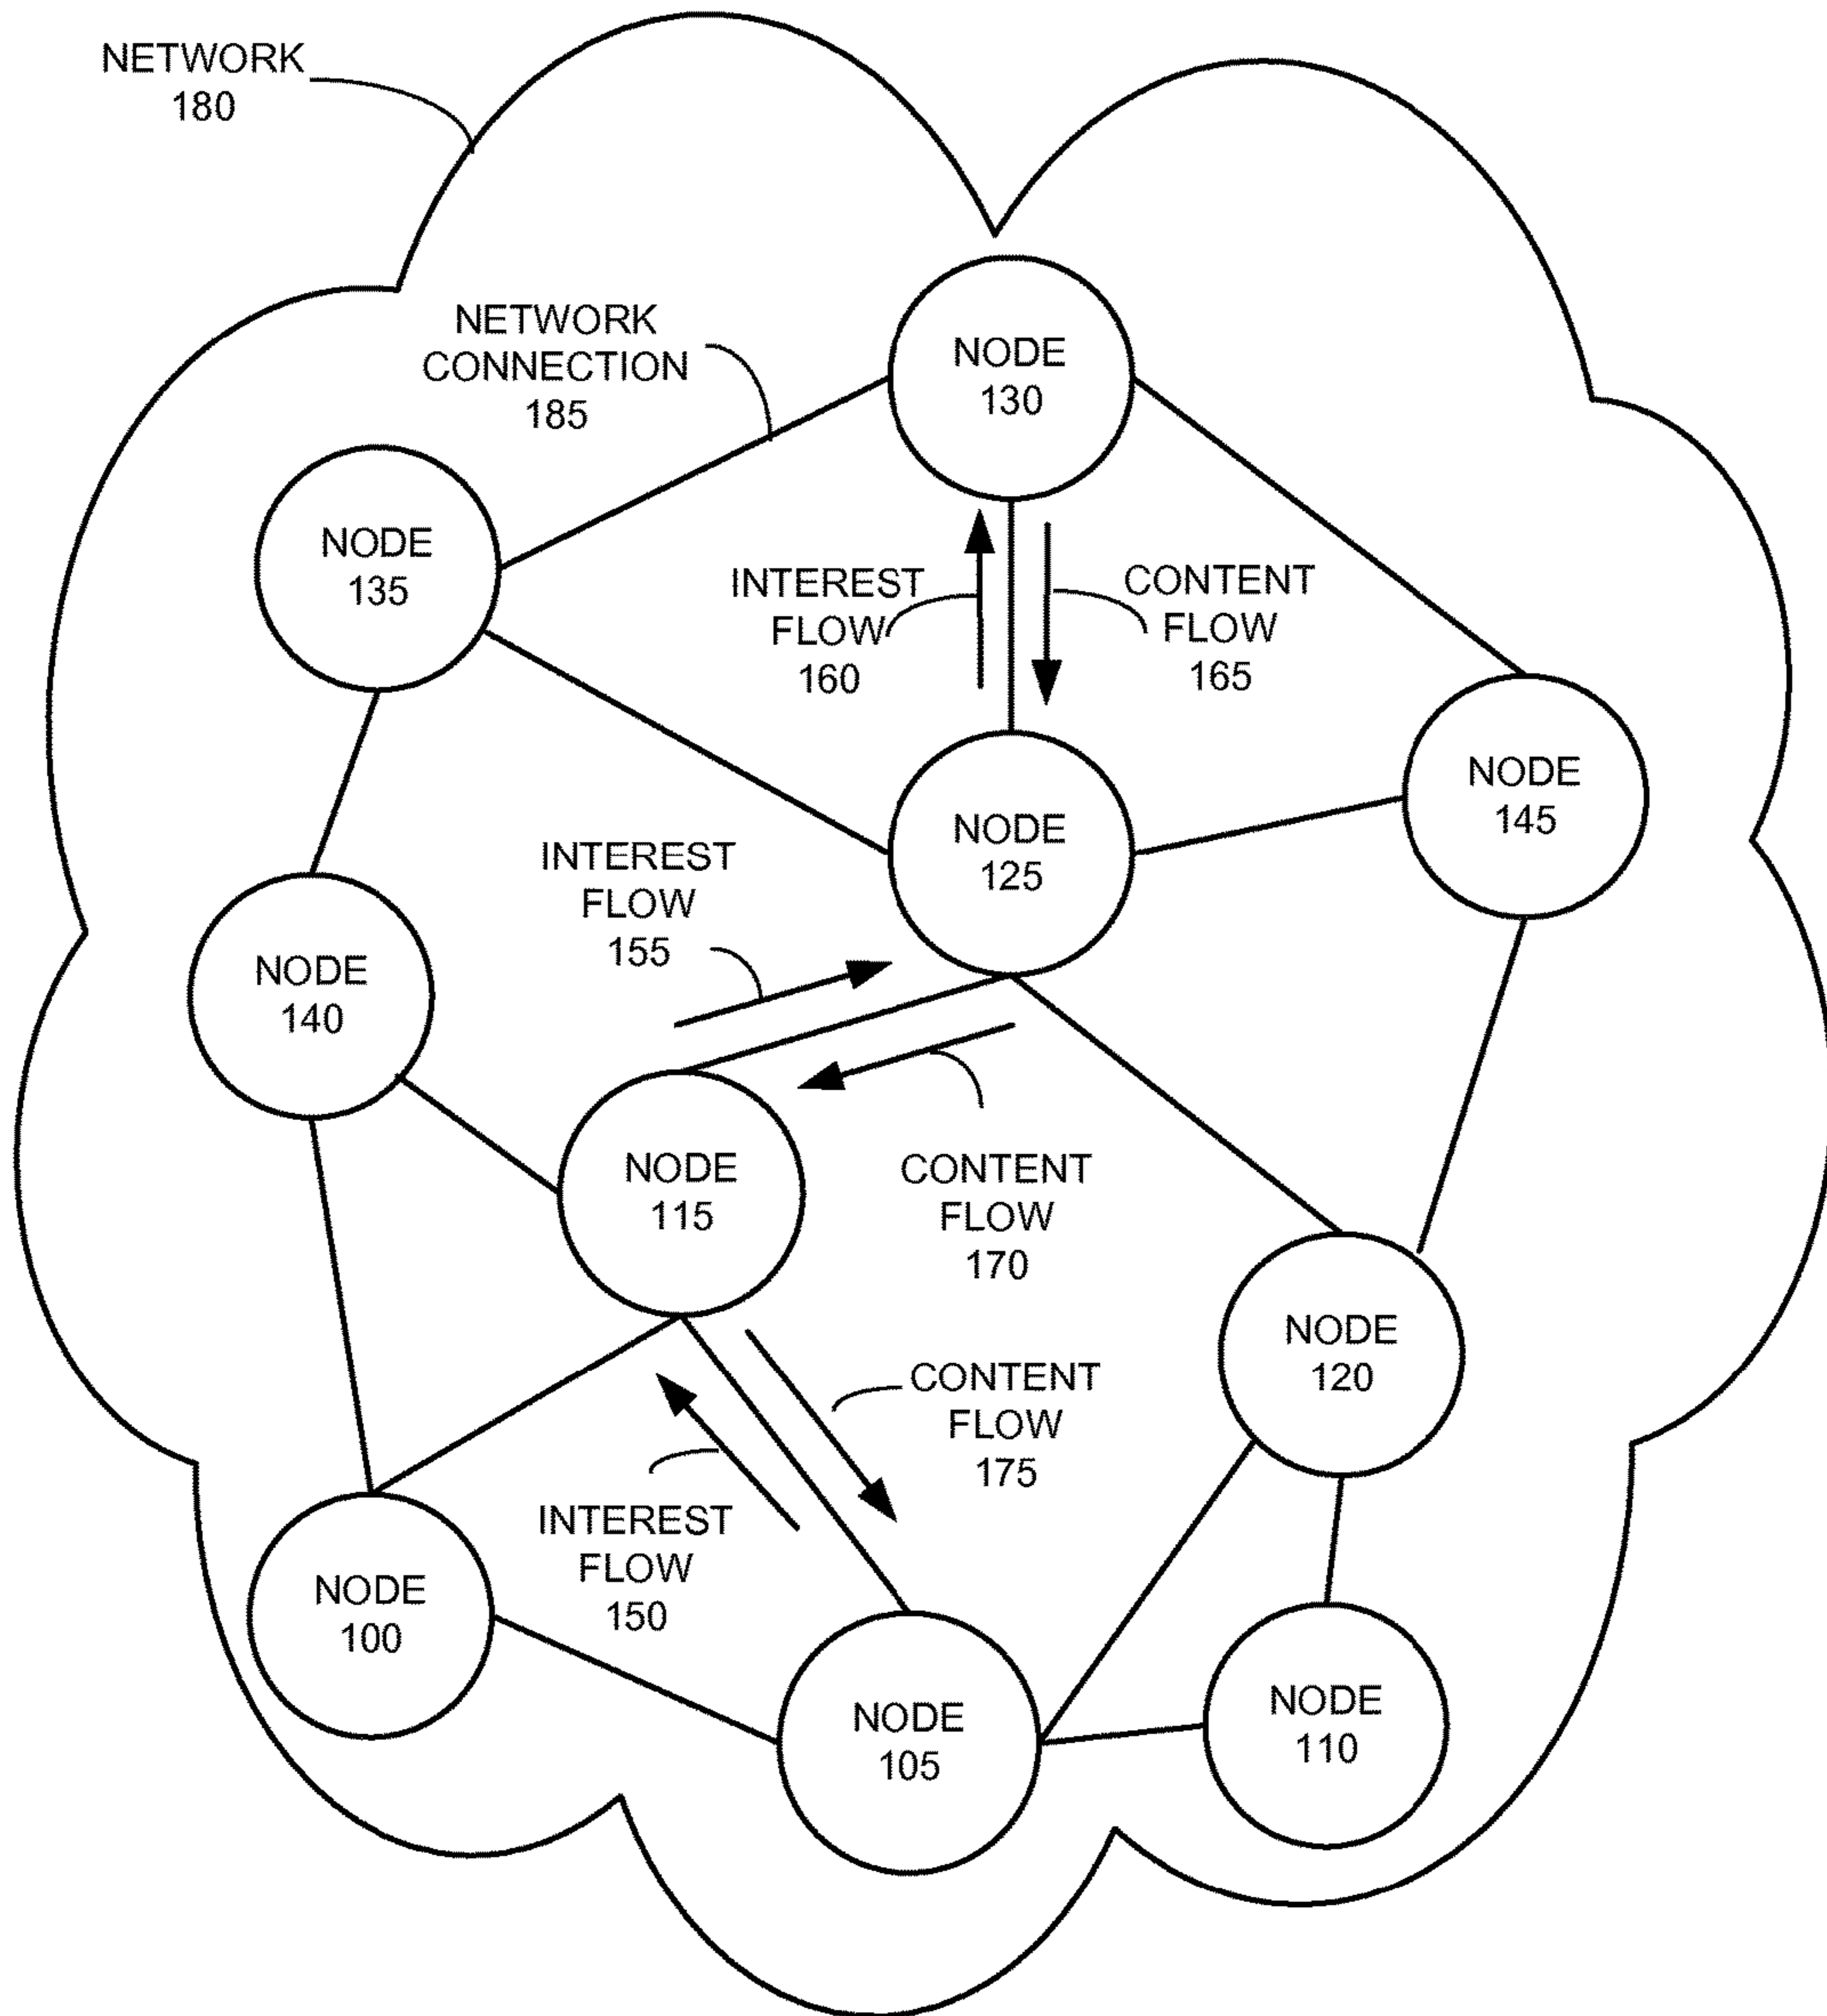 NETWORK
180
NETWORK
CONNECTION
185
NODE
130
NODE
135
INTEREST
FLOW
160
CONTENT
FLOW
165
NODE
145
NODE
125
INTEREST
FLOW
155
NODE
140
NODE
115
CONTENT
FLOW
170
NODE
120
CONTENT
FLOW
175
INTEREST
FLOW
150
NODE
100
NODE
105
NODE
110